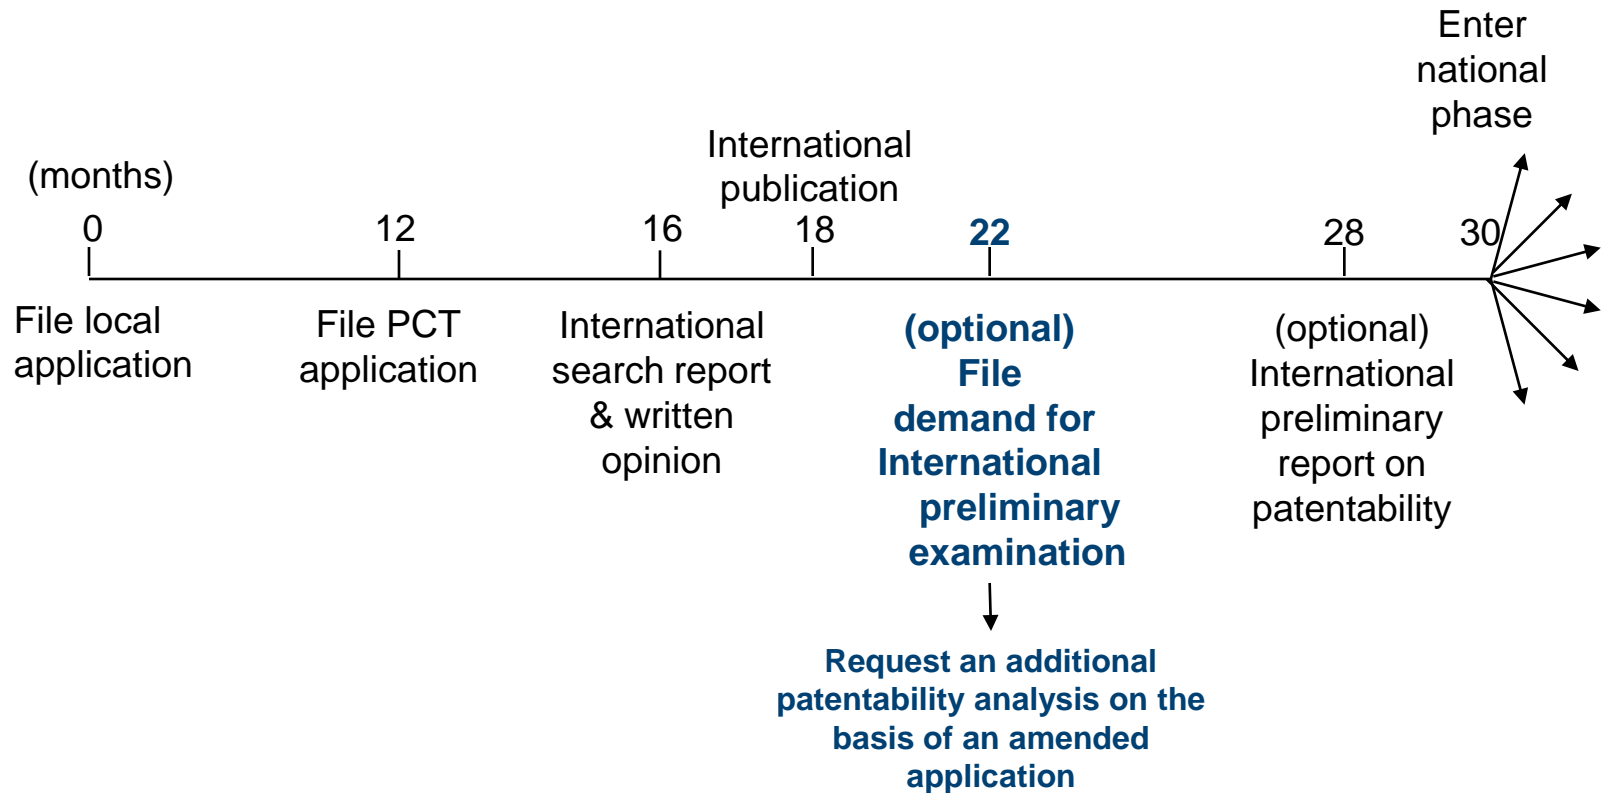 Enter
national
phase
International
publication
(months)
0
12
16
18
22
28
30
File local
application
File PCT
application
International
search report
& written
opinion
(optional)
File
demand for
International
preliminary
examination
(optional)
International
preliminary
report on
patentability
Request an additional
patentability analysis on the
basis of an amended
application